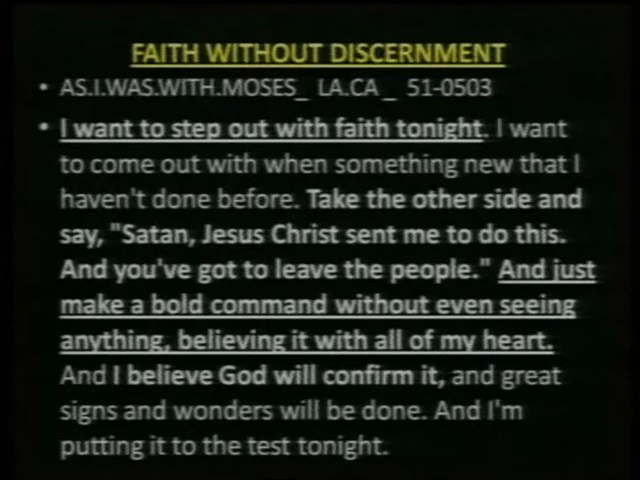 FAITH WITHOUT DISCERNMENT
• AS.I.WAS.WITH.MOSES_ LA.CA _ 51-0503
• I want to step out with faith tonight. I want
to come out with when something new that I
haven't done before. Take the other side and
say, "Satan, Jesus Christ sent me to do this.
And you've got to leave the people." And just
make a bold command without even seeing
anything, believing it with all of my heart.
And I believe God will confirm it, and great
signs and wonders will be done. And I'm
putting it to the test tonight.